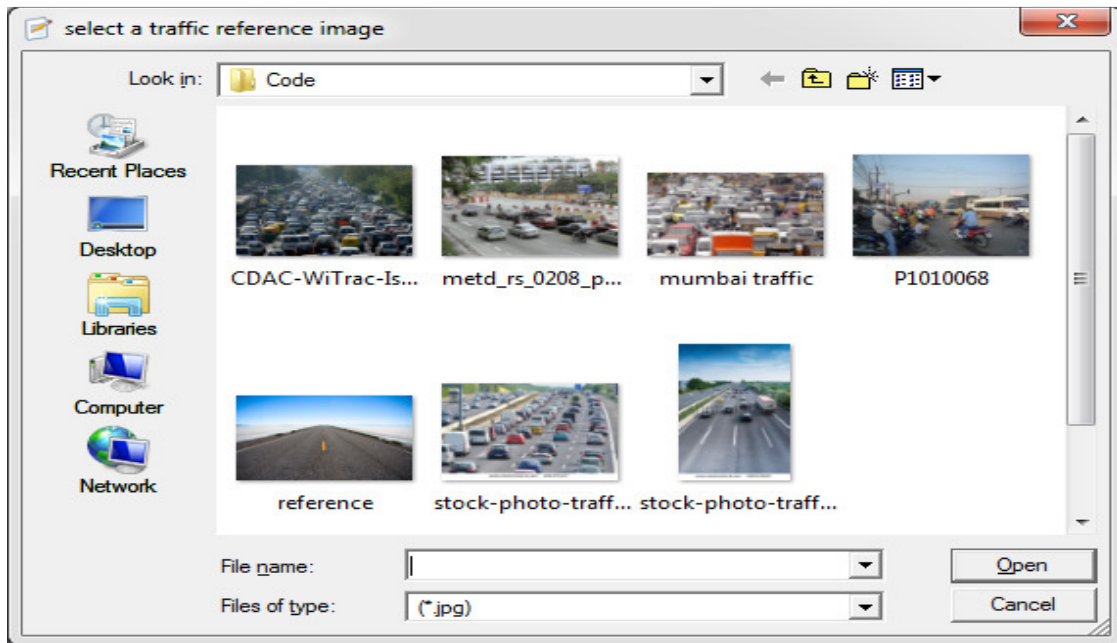 select a traffic reference image
Look in:
Code
Recent Places
Desktop
Libraries
Computer
Network
CDAC-WiTrac-Is...
metd_rs_0208_p...
mumbai traffic
P1010068
reference
stock-photo-traff...
stock-photo-traff...
File name:
Open
Files of type:
(*.jpg)
Cancel